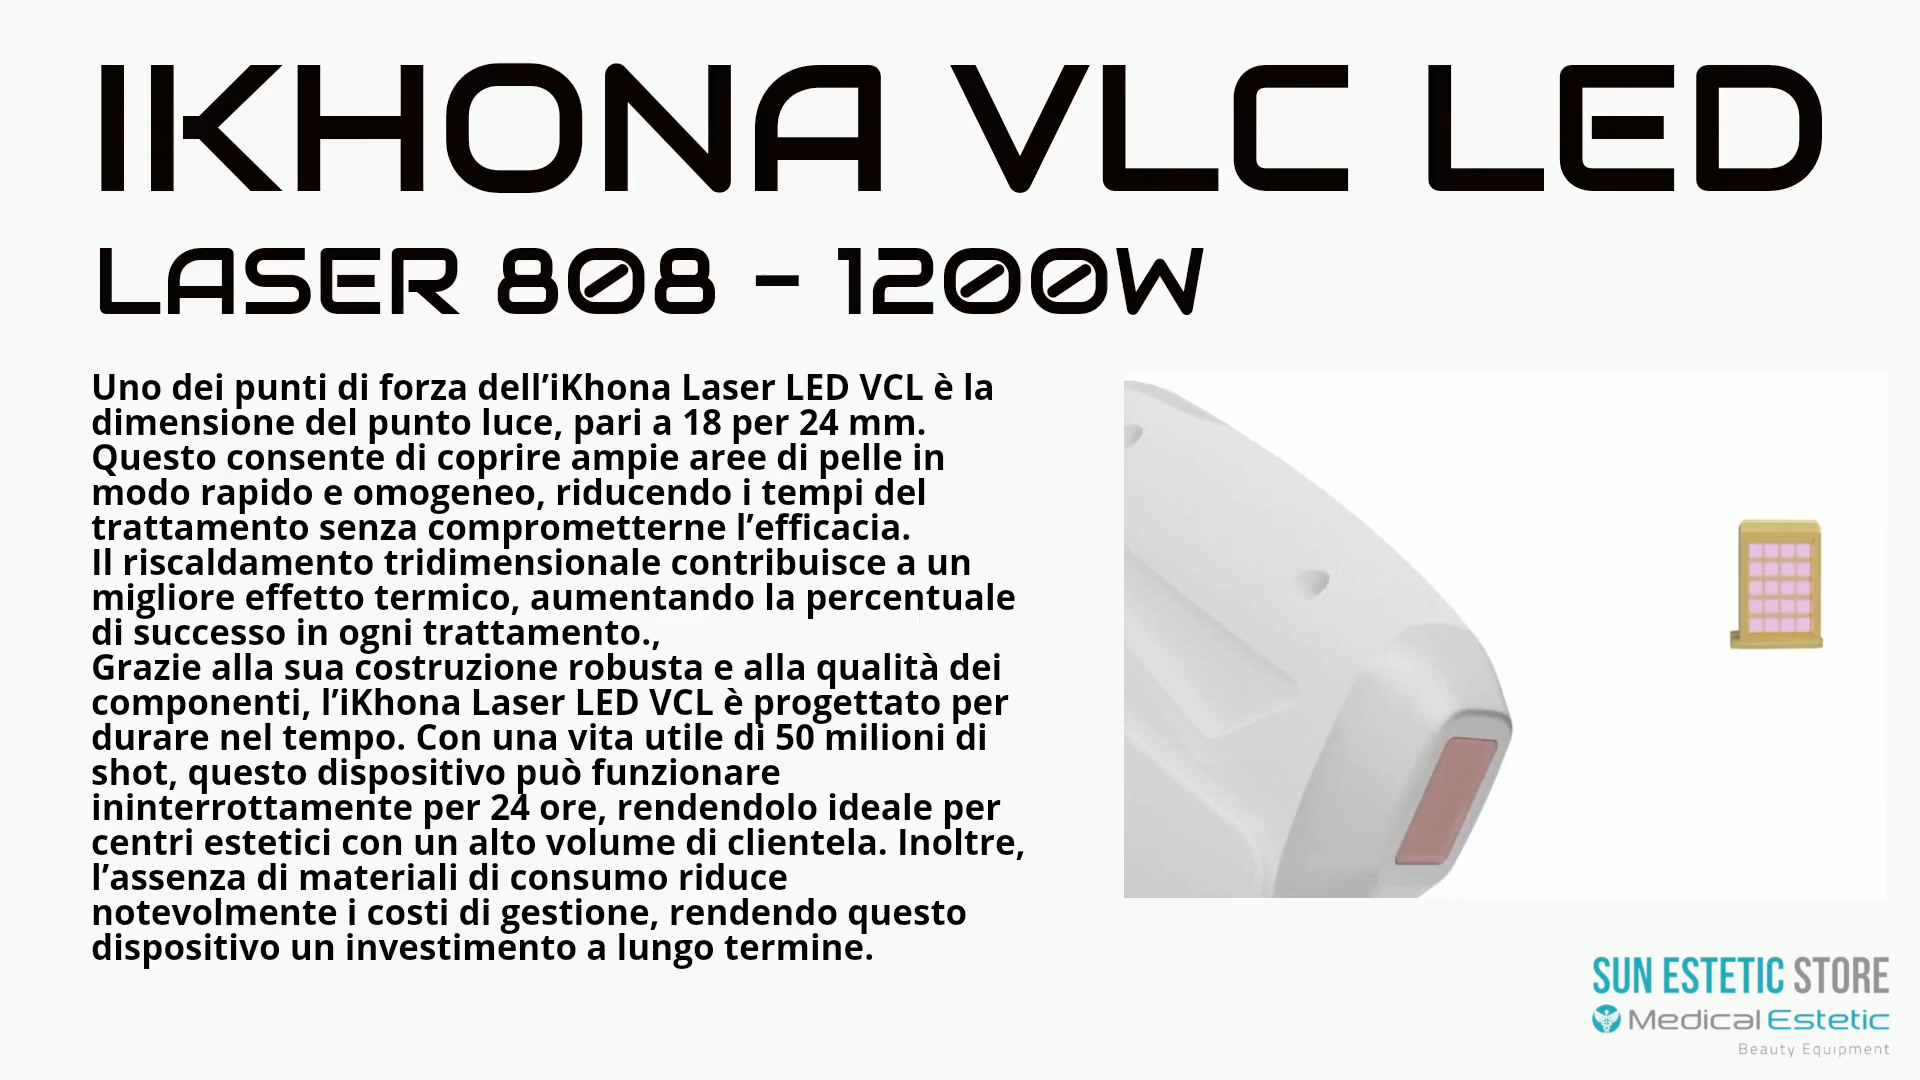 IKHONA VLC LED
LASER 808 - 1200W
Uno dei punti di forza dell’iKhona Laser LED VCL è la
dimensione del punto luce, pari a 18 per 24 mm.
Questo consente di coprire ampie aree di pelle in
modo rapido e omogeneo, riducendo i tempi del
trattamento senza comprometterne l’efficacia.
Il riscaldamento tridimensionale contribuisce a un
migliore effetto termico, aumentando la percentuale
di successo in ogni trattamento.,
Grazie alla sua costruzione robusta e alla qualità dei
componenti, l’iKhona Laser LED VCL è progettato per
durare nel tempo. Con una vita utile di 50 milioni di
shot, questo dispositivo può funzionare
ininterrottamente per 24 ore, rendendolo ideale per
centri estetici con un alto volume di clientela. Inoltre,
l’assenza di materiali di consumo riduce
notevolmente i costi di gestione, rendendo questo
dispositivo un investimento a lungo termine.
SUN ESTETIC STORE
Medical Estetic
Beauty Equipment